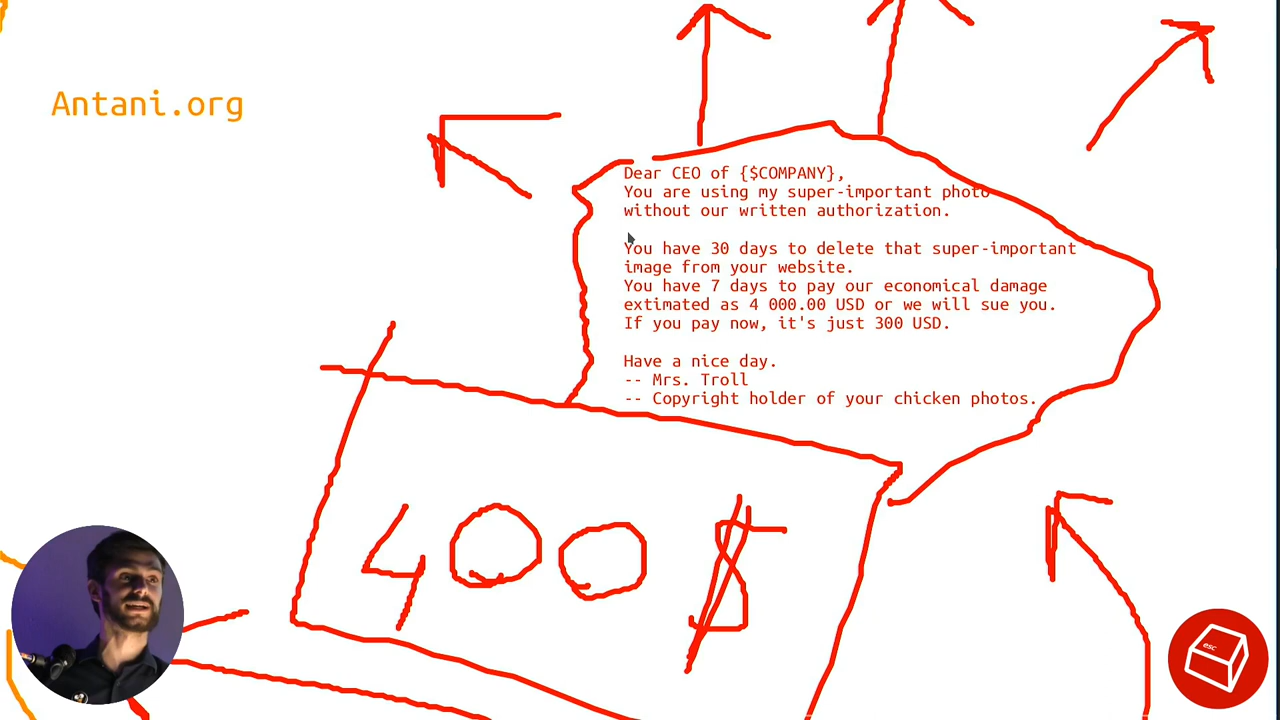 Antani.org
Dear CEO of {$COMPANY},
You are using my super-important photo
without our written authorization.
You have 30 days to delete that super-important
image from your website.
You have 7 days to pay our economical damage
extimated as 4 000.00 USD or we will sue you.
If you pay now, it's just 300 USD.
Have a nice day.
-- Mrs. Troll
-- Copyright holder of your chicken photos.
400 $
esc